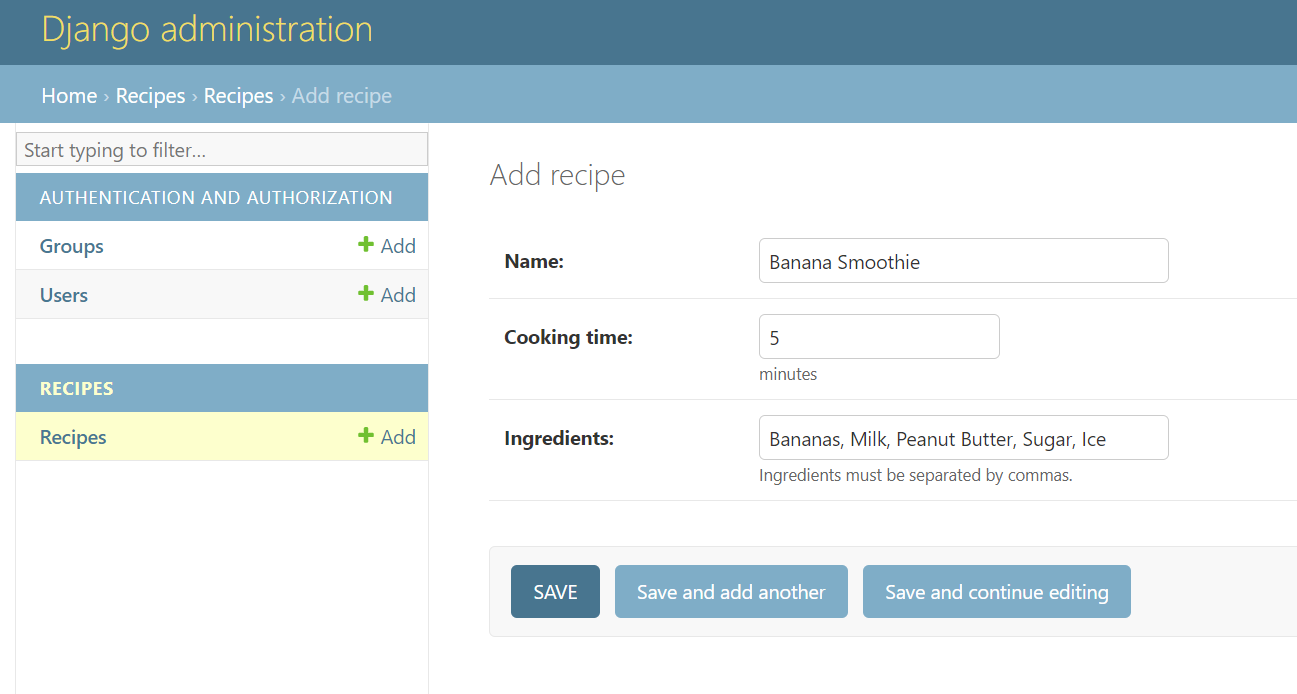 Django administration
Home › Recipes › Recipes › Add recipe
Start typing to filter...
AUTHENTICATION AND AUTHORIZATION
Groups + Add
Users + Add
RECIPES
Recipes + Add
Add recipe
Name: Banana Smoothie
Cooking time: 5
minutes
Ingredients: Bananas, Milk, Peanut Butter, Sugar, Ice
Ingredients must be separated by commas.
SAVE Save and add another Save and continue editing